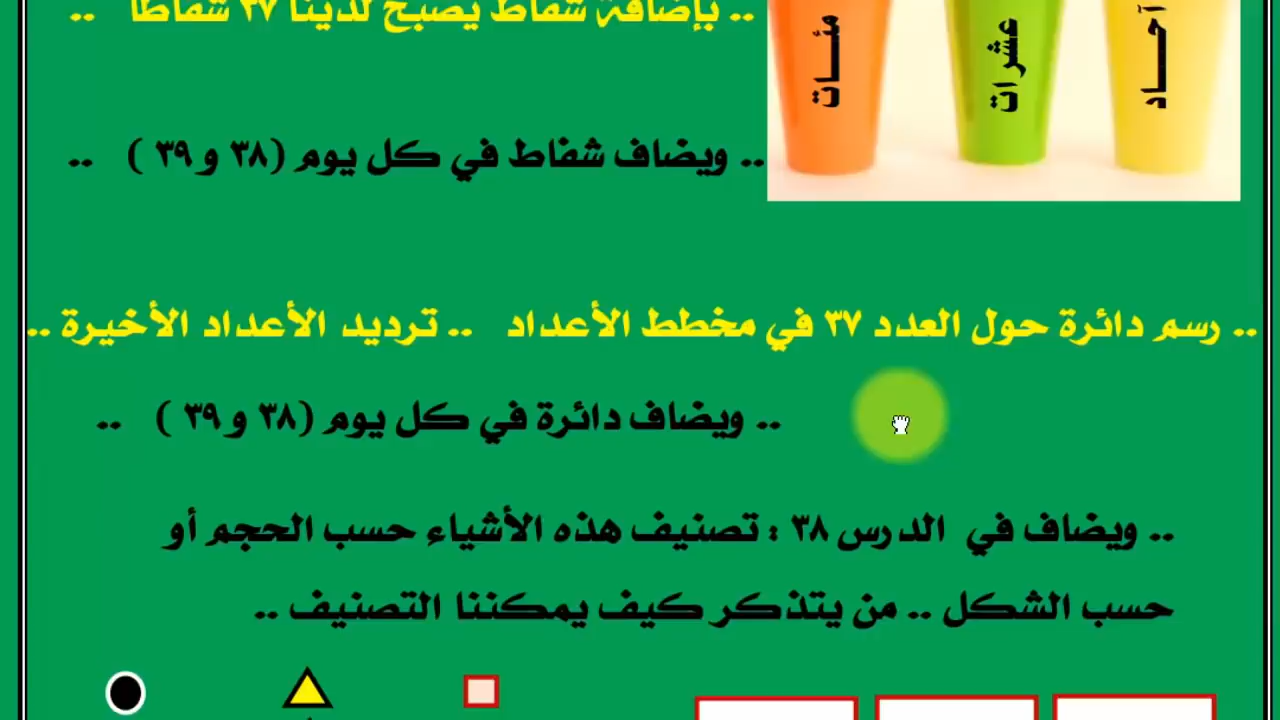 .. بإضافة شفاط يصبح لدينا ٣٧ شفاطا ..
مئـــات
عشرات
آحـــاد
.. ويضاف شفاط في كل يوم (٣٨ و ٣٩ ) ..
.. رسم دائرة حول العدد ٣٧ في مخطط الأعداد .. ترديد الأعداد الأخيرة ..
.. ويضاف دائرة في كل يوم (٣٨ و ٣٩ ) ..
.. ويضاف في الدرس ٣٨ : تصنيف هذه الأشياء حسب الحجم أو
حسب الشكل .. من يتذكر كيف يمكننا التصنيف ..